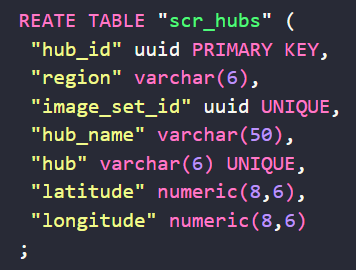 REATE TABLE "scr_hubs" (
"hub_id" uuid PRIMARY KEY,
"region" varchar(6),
"image_set_id" uuid UNIQUE,
"hub_name" varchar(50),
"hub" varchar(6) UNIQUE,
"latitude" numeric(8,6),
"longitude" numeric(8,6)
;